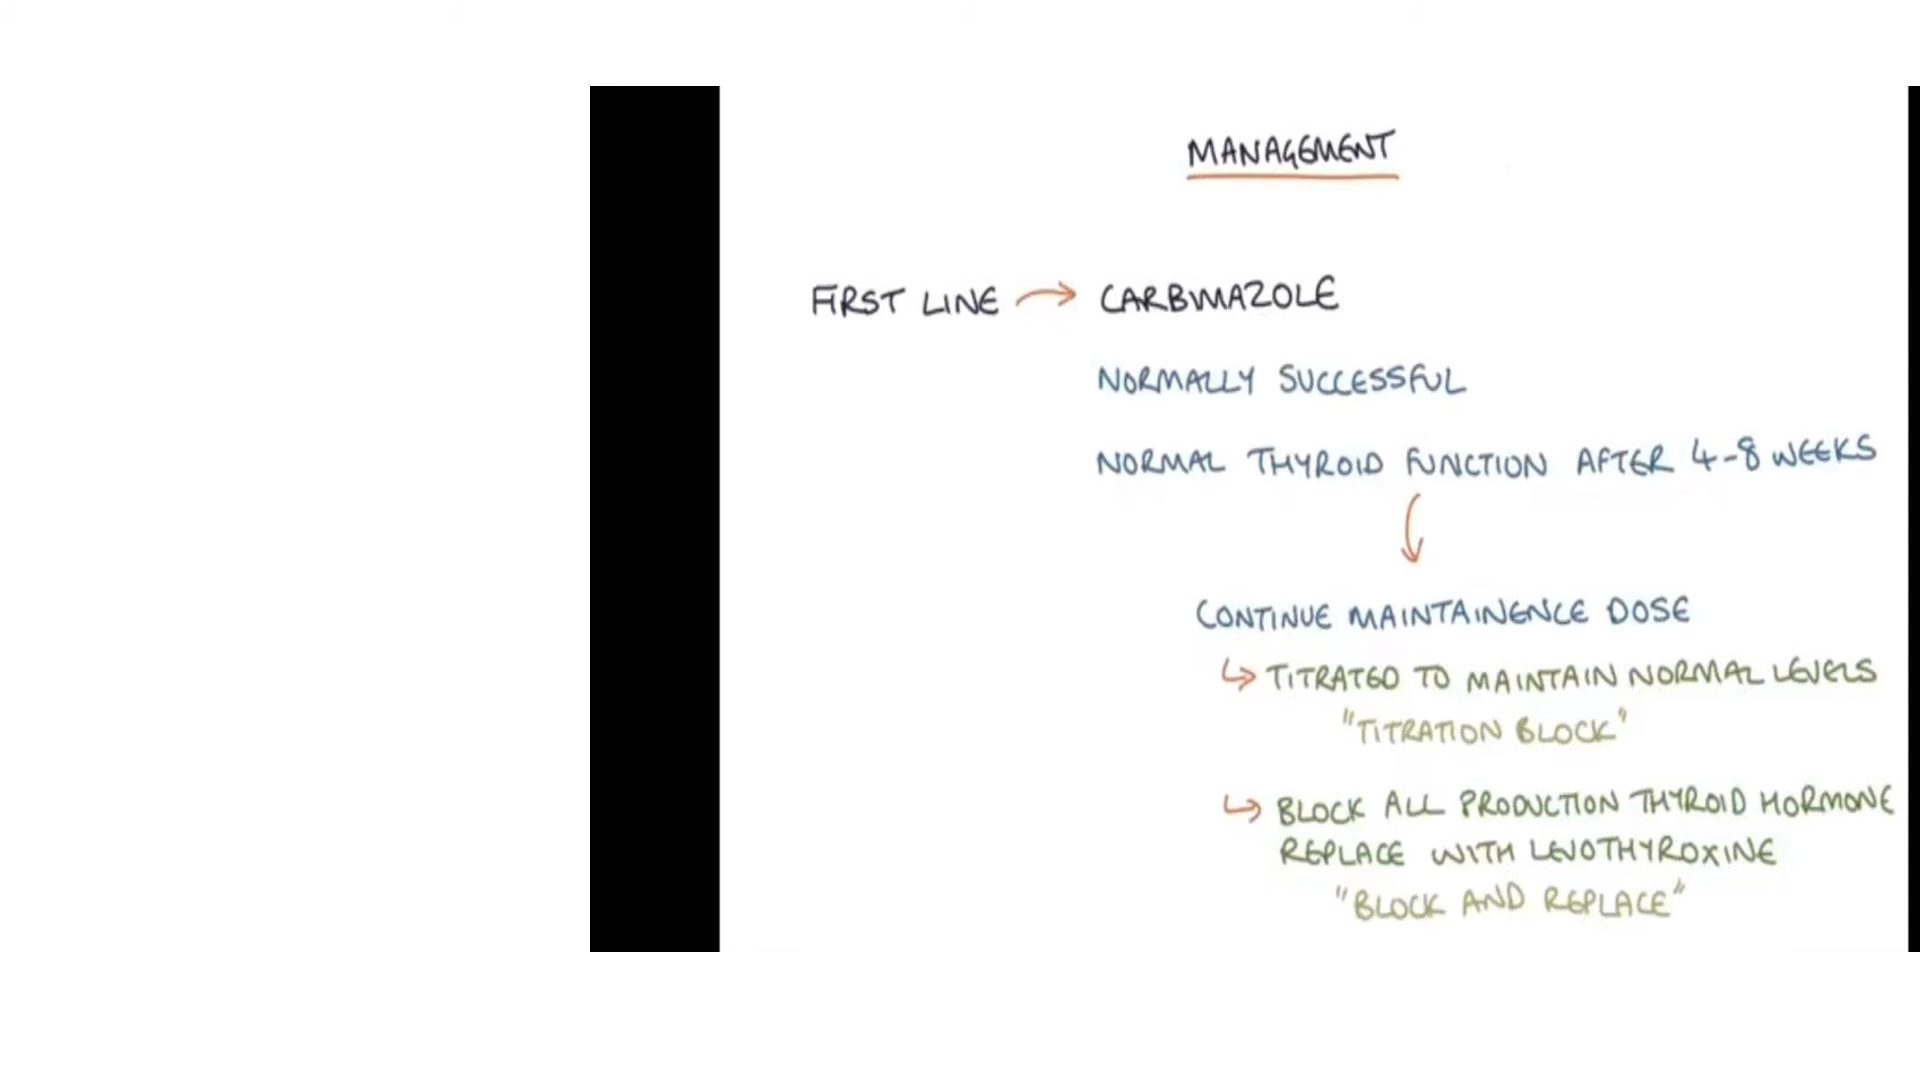 MANAGEMENT
FIRST LINE → CARBIMAZOLE
NORMALLY SUCCESSFUL
NORMAL THYROID FUNCTION AFTER 4-8 WEEKS
↓
CONTINUE MAINTAINENCE DOSE
↳ TITRATED TO MAINTAIN NORMAL LEVELS
"TITRATION BLOCK"
↳ BLOCK ALL PRODUCTION THYROID HORMONE
REPLACE WITH LEVOTHYROXINE
"BLOCK AND REPLACE"